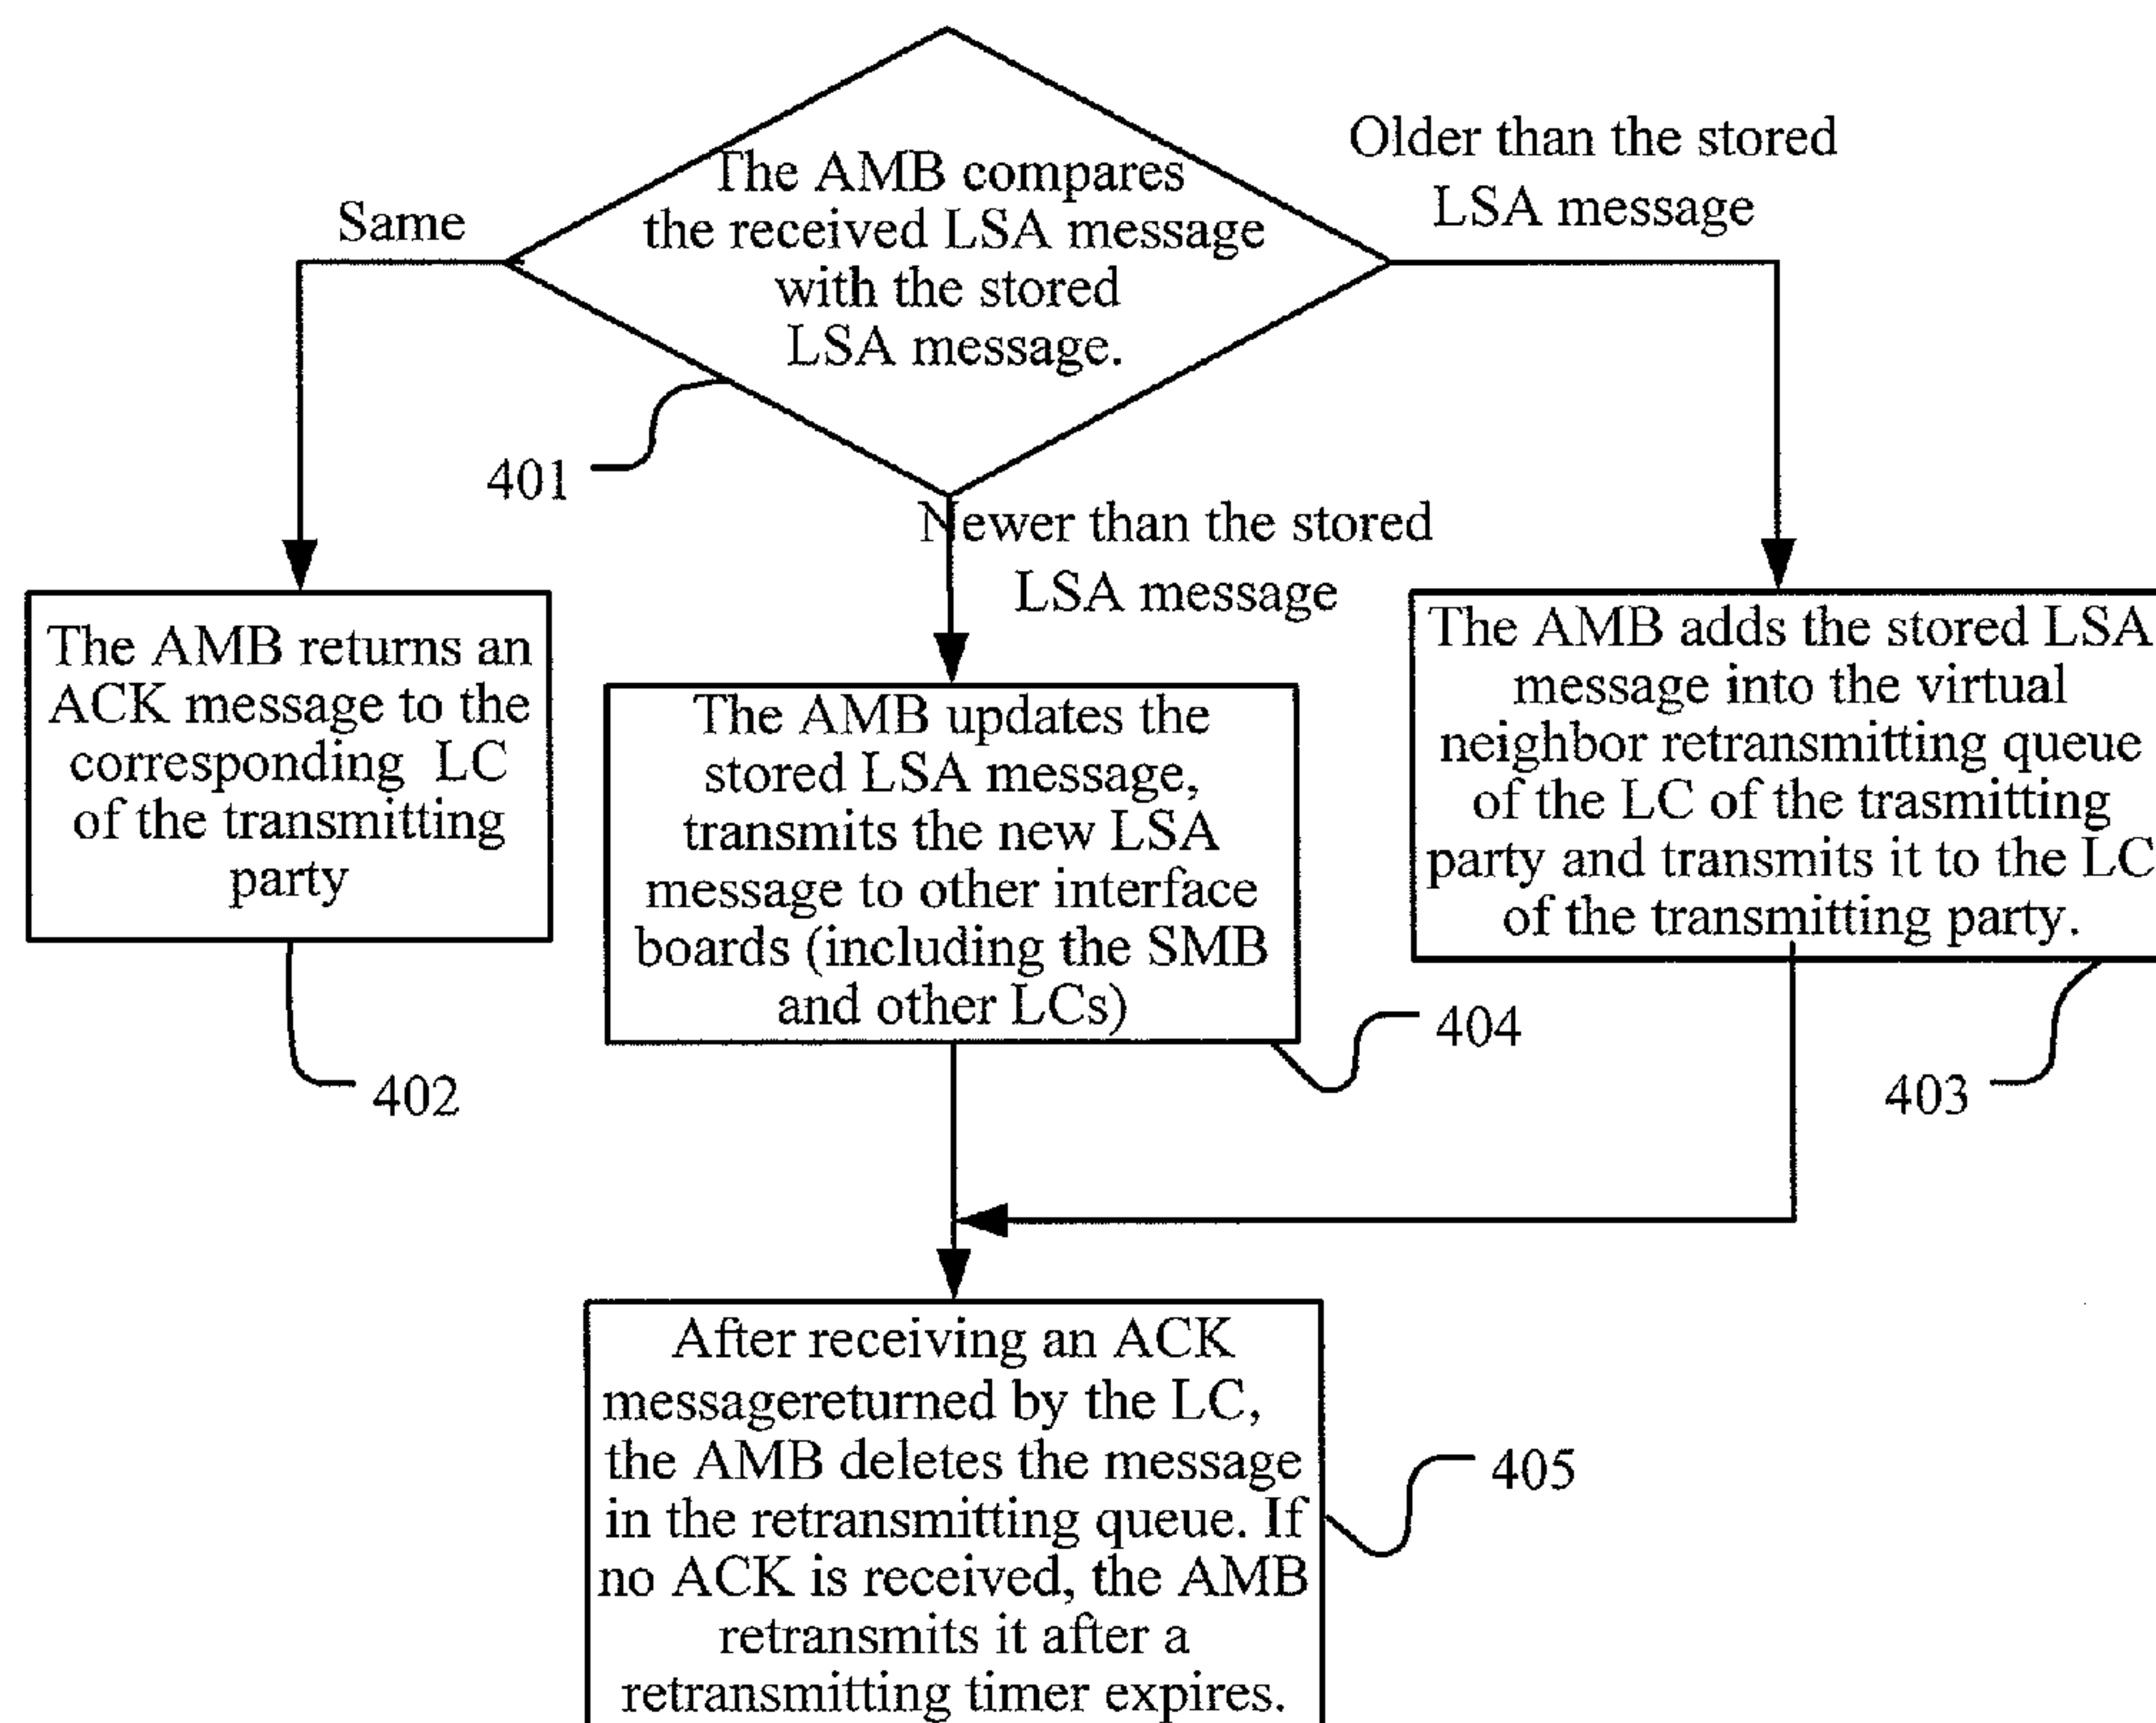 The AMB compares
the received LSA message
with the stored
LSA message.
Same
Older than the stored
LSA message
401
Newer than the stored
LSA message
The AMB returns an
ACK message to the
corresponding LC
of the transmitting
party
402
The AMB updates the
stored LSA message,
transmits the new LSA
message to other interface
boards (including the SMB
and other LCs)
404
The AMB adds the stored LSA
message into the virtual
neighbor retransmitting queue
of the LC of the trasmitting
party and transmits it to the LC
of the transmitting party.
403
After receiving an ACK
messagereturned by the LC,
the AMB deletes the message
in the retransmitting queue. If
no ACK is received, the AMB
retransmits it after a
retransmitting timer expires.
405